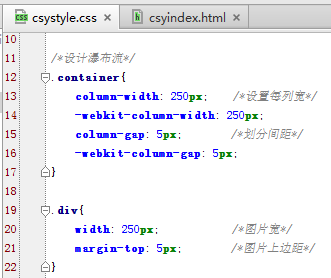 csystyle.css csyindex.html
10
11 /*设计瀑布流*/
12 .container{
13 column-width: 250px; /*设置每列宽*/
14 -webkit-column-width: 250px;
15 column-gap: 5px; /*划分间距*/
16 -webkit-column-gap: 5px;
17 }
18
19 .div{
20 width: 250px; /*图片宽*/
21 margin-top: 5px; /*图片上边距*/
22 }